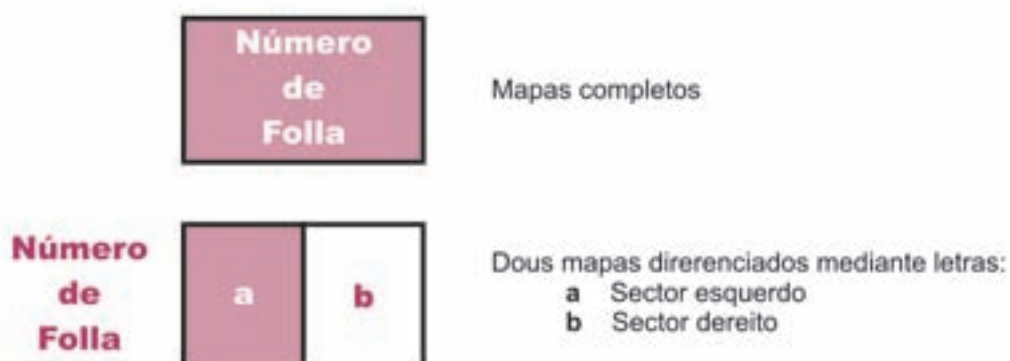 Número
de
Folla
Mapas completos
Número
de
Folla
a
b
Dous mapas direrenciados mediante letras:
a Sector esquerdo
b Sector dereito